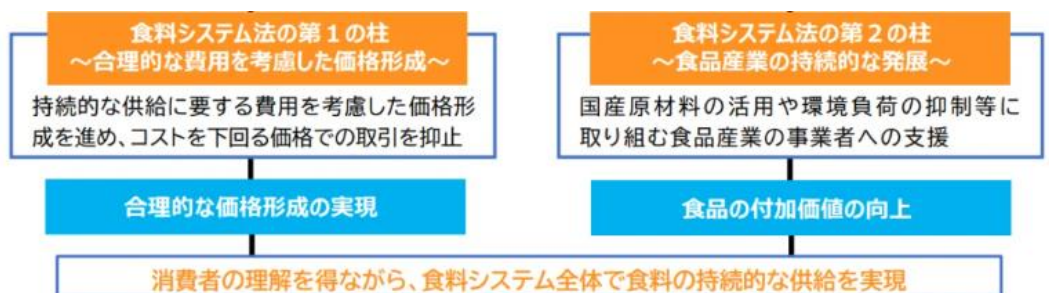 食料システム法の第1の柱
～合理的な費用を考慮した価格形成～
持続的な供給に要する費用を考慮した価格形
成を進め、コストを下回る価格での取引を抑止
合理的な価格形成の実現
食料システム法の第2の柱
～食品産業の持続的な発展～
国産原材料の活用や環境負荷の抑制等に
取り組む食品産業の事業者への支援
食品の付加価値の向上
消費者の理解を得ながら、食料システム全体で食料の持続的な供給を実現